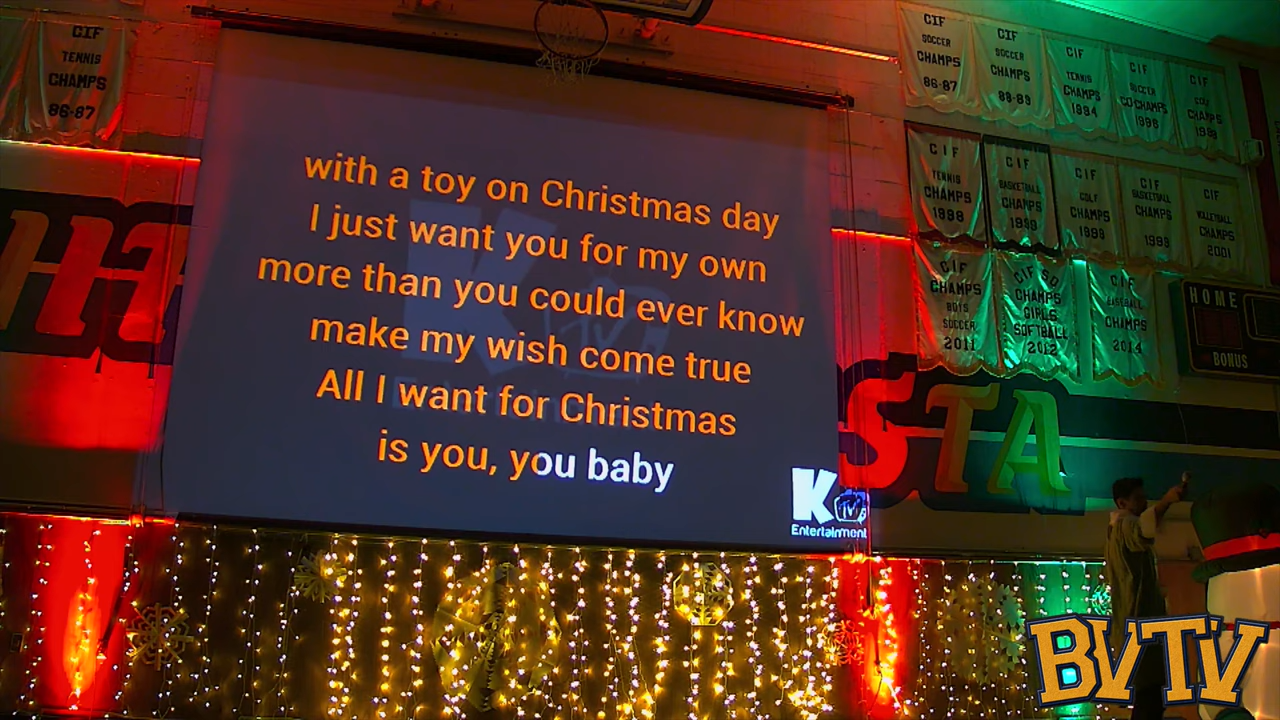 with a toy on Christmas day
I just want you for my own
more than you could ever know
make my wish come true
All I want for Christmas
is you, you baby
K
TV
Entertainment
CIF
TENNIS
CHAMPS
86-87
CIF
SOCCER
CHAMPS
86-87
CIF
SOCCER
CHAMPS
88-89
CIF
TENNIS
CHAMPS
1994
CIF
SOCCER
CO CHAMPS
1996
CIF
CHAMPS
CIF
TENNIS
CHAMPS
1998
CIF
BASKETBALL
CHAMPS
1999
CIF
GOLF
CHAMPS
1999
CIF
BASKETBALL
CHAMPS
1999
CIF
VOLLEYBALL
CHAMPS
2001
CIF
CHAMPS
BOYS
SOCCER
2011
CIF SD
CHAMPS
GIRLS
SOFTBALL
2012
CIF
BASEBALL
CHAMPS
2014
HOME
BONUS
STA
BVTV